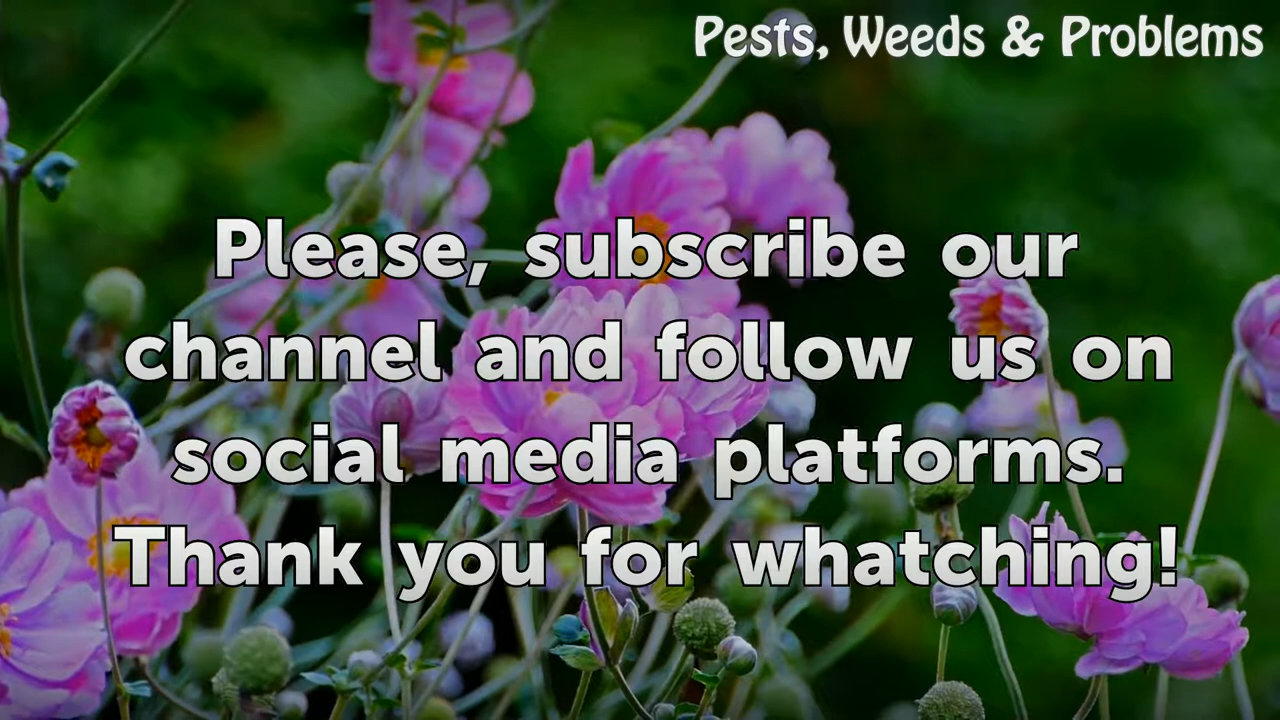 Pests, Weeds & Problems
Please, subscribe our
channel and follow us on
social media platforms.
Thank you for whatching!